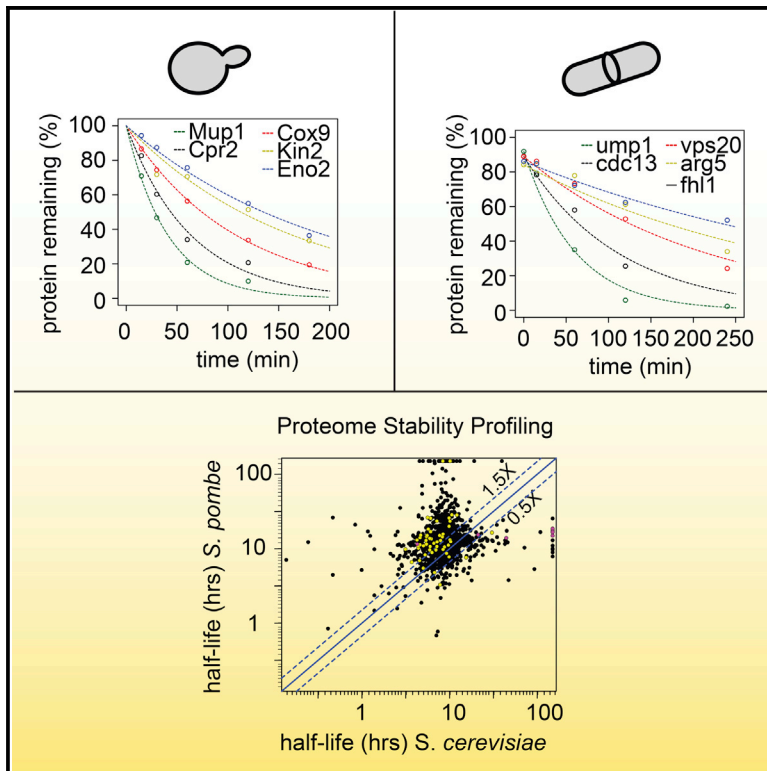 Mup1
Cpr2
Cox9
Kin2
Eno2
protein remaining (%)
100
80
60
40
20
0
0 50 100 150 200
time (min)
ump1
cdc13
vps20
arg5
fhl1
protein remaining (%)
100
80
60
40
20
0
0 50 100 150 200 250
time (min)
Proteome Stability Profiling
half-life (hrs) S. pombe
100
10
1
1.5X
0.5X
1 10 100
half-life (hrs) S. cerevisiae